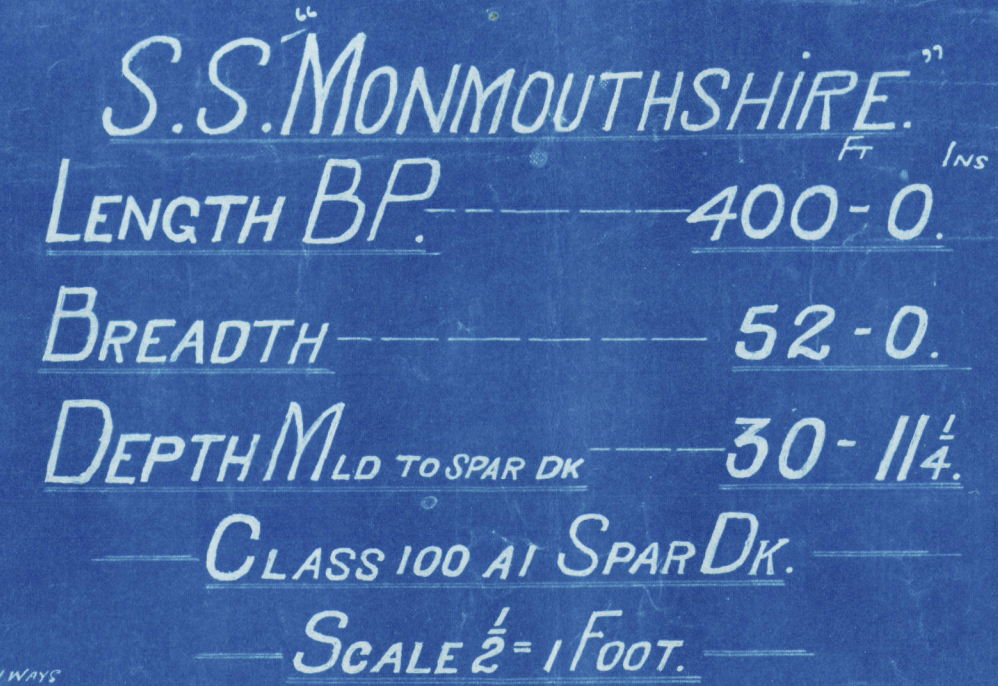 S.S. "MONMOUTHSHIRE."
FT INS
LENGTH BP. 400-0.
BREADTH 52-0.
DEPTH MLD TO SPAR DK 30-11¼.
CLASS 100 A1 SPAR DK.
SCALE ½ = 1 FOOT.
WAYS